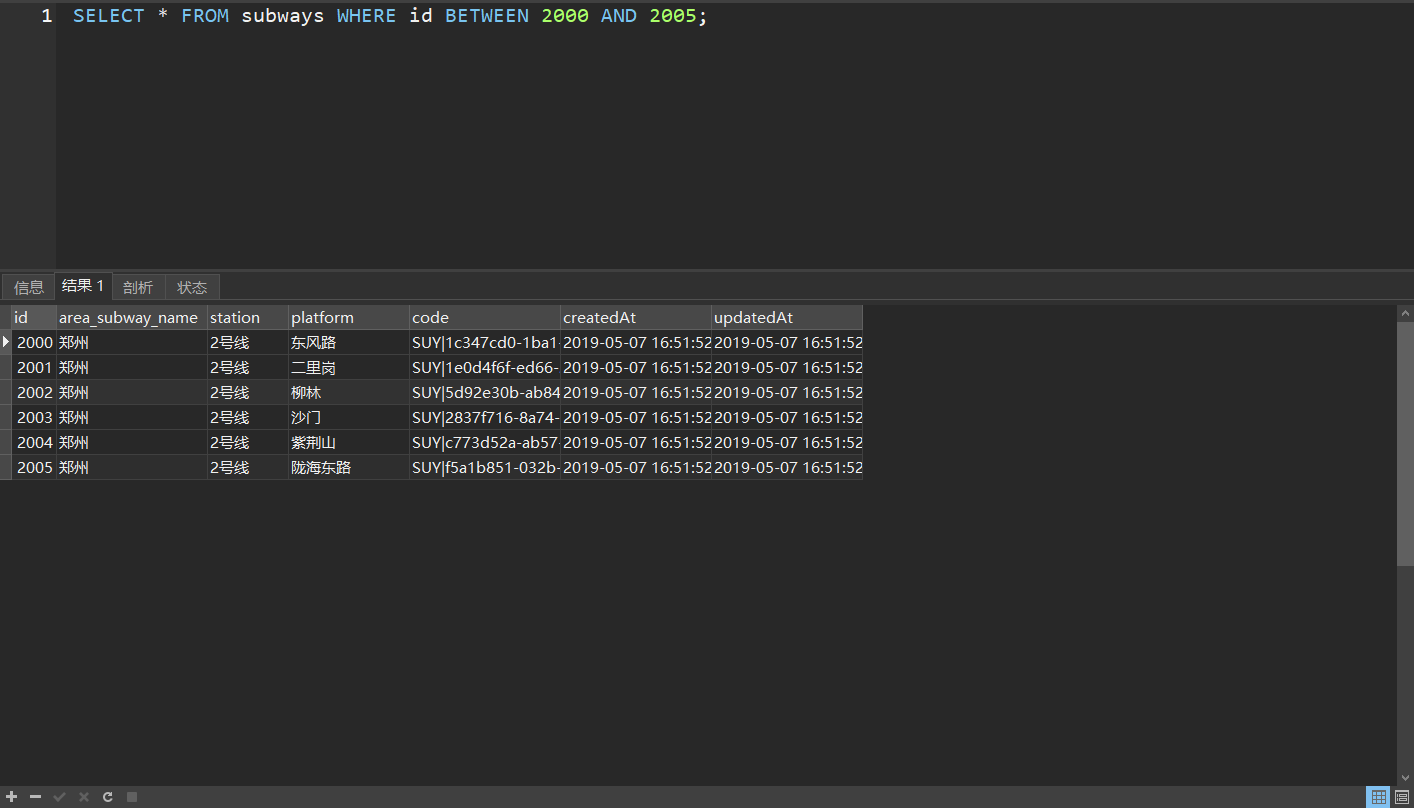 1 SELECT * FROM subways WHERE id BETWEEN 2000 AND 2005;
信息 结果 1 剖析 状态
id area_subway_name station platform code createdAt updatedAt
2000 郑州 2号线 东风路 SUY|1c347cd0-1ba1- 2019-05-07 16:51:52 2019-05-07 16:51:52
2001 郑州 2号线 二里岗 SUY|1e0d4f6f-ed66- 2019-05-07 16:51:52 2019-05-07 16:51:52
2002 郑州 2号线 柳林 SUY|5d92e30b-ab84 2019-05-07 16:51:52 2019-05-07 16:51:52
2003 郑州 2号线 沙门 SUY|2837f716-8a74- 2019-05-07 16:51:52 2019-05-07 16:51:52
2004 郑州 2号线 紫荆山 SUY|c773d52a-ab57- 2019-05-07 16:51:52 2019-05-07 16:51:52
2005 郑州 2号线 陇海东路 SUY|f5a1b851-032b- 2019-05-07 16:51:52 2019-05-07 16:51:52